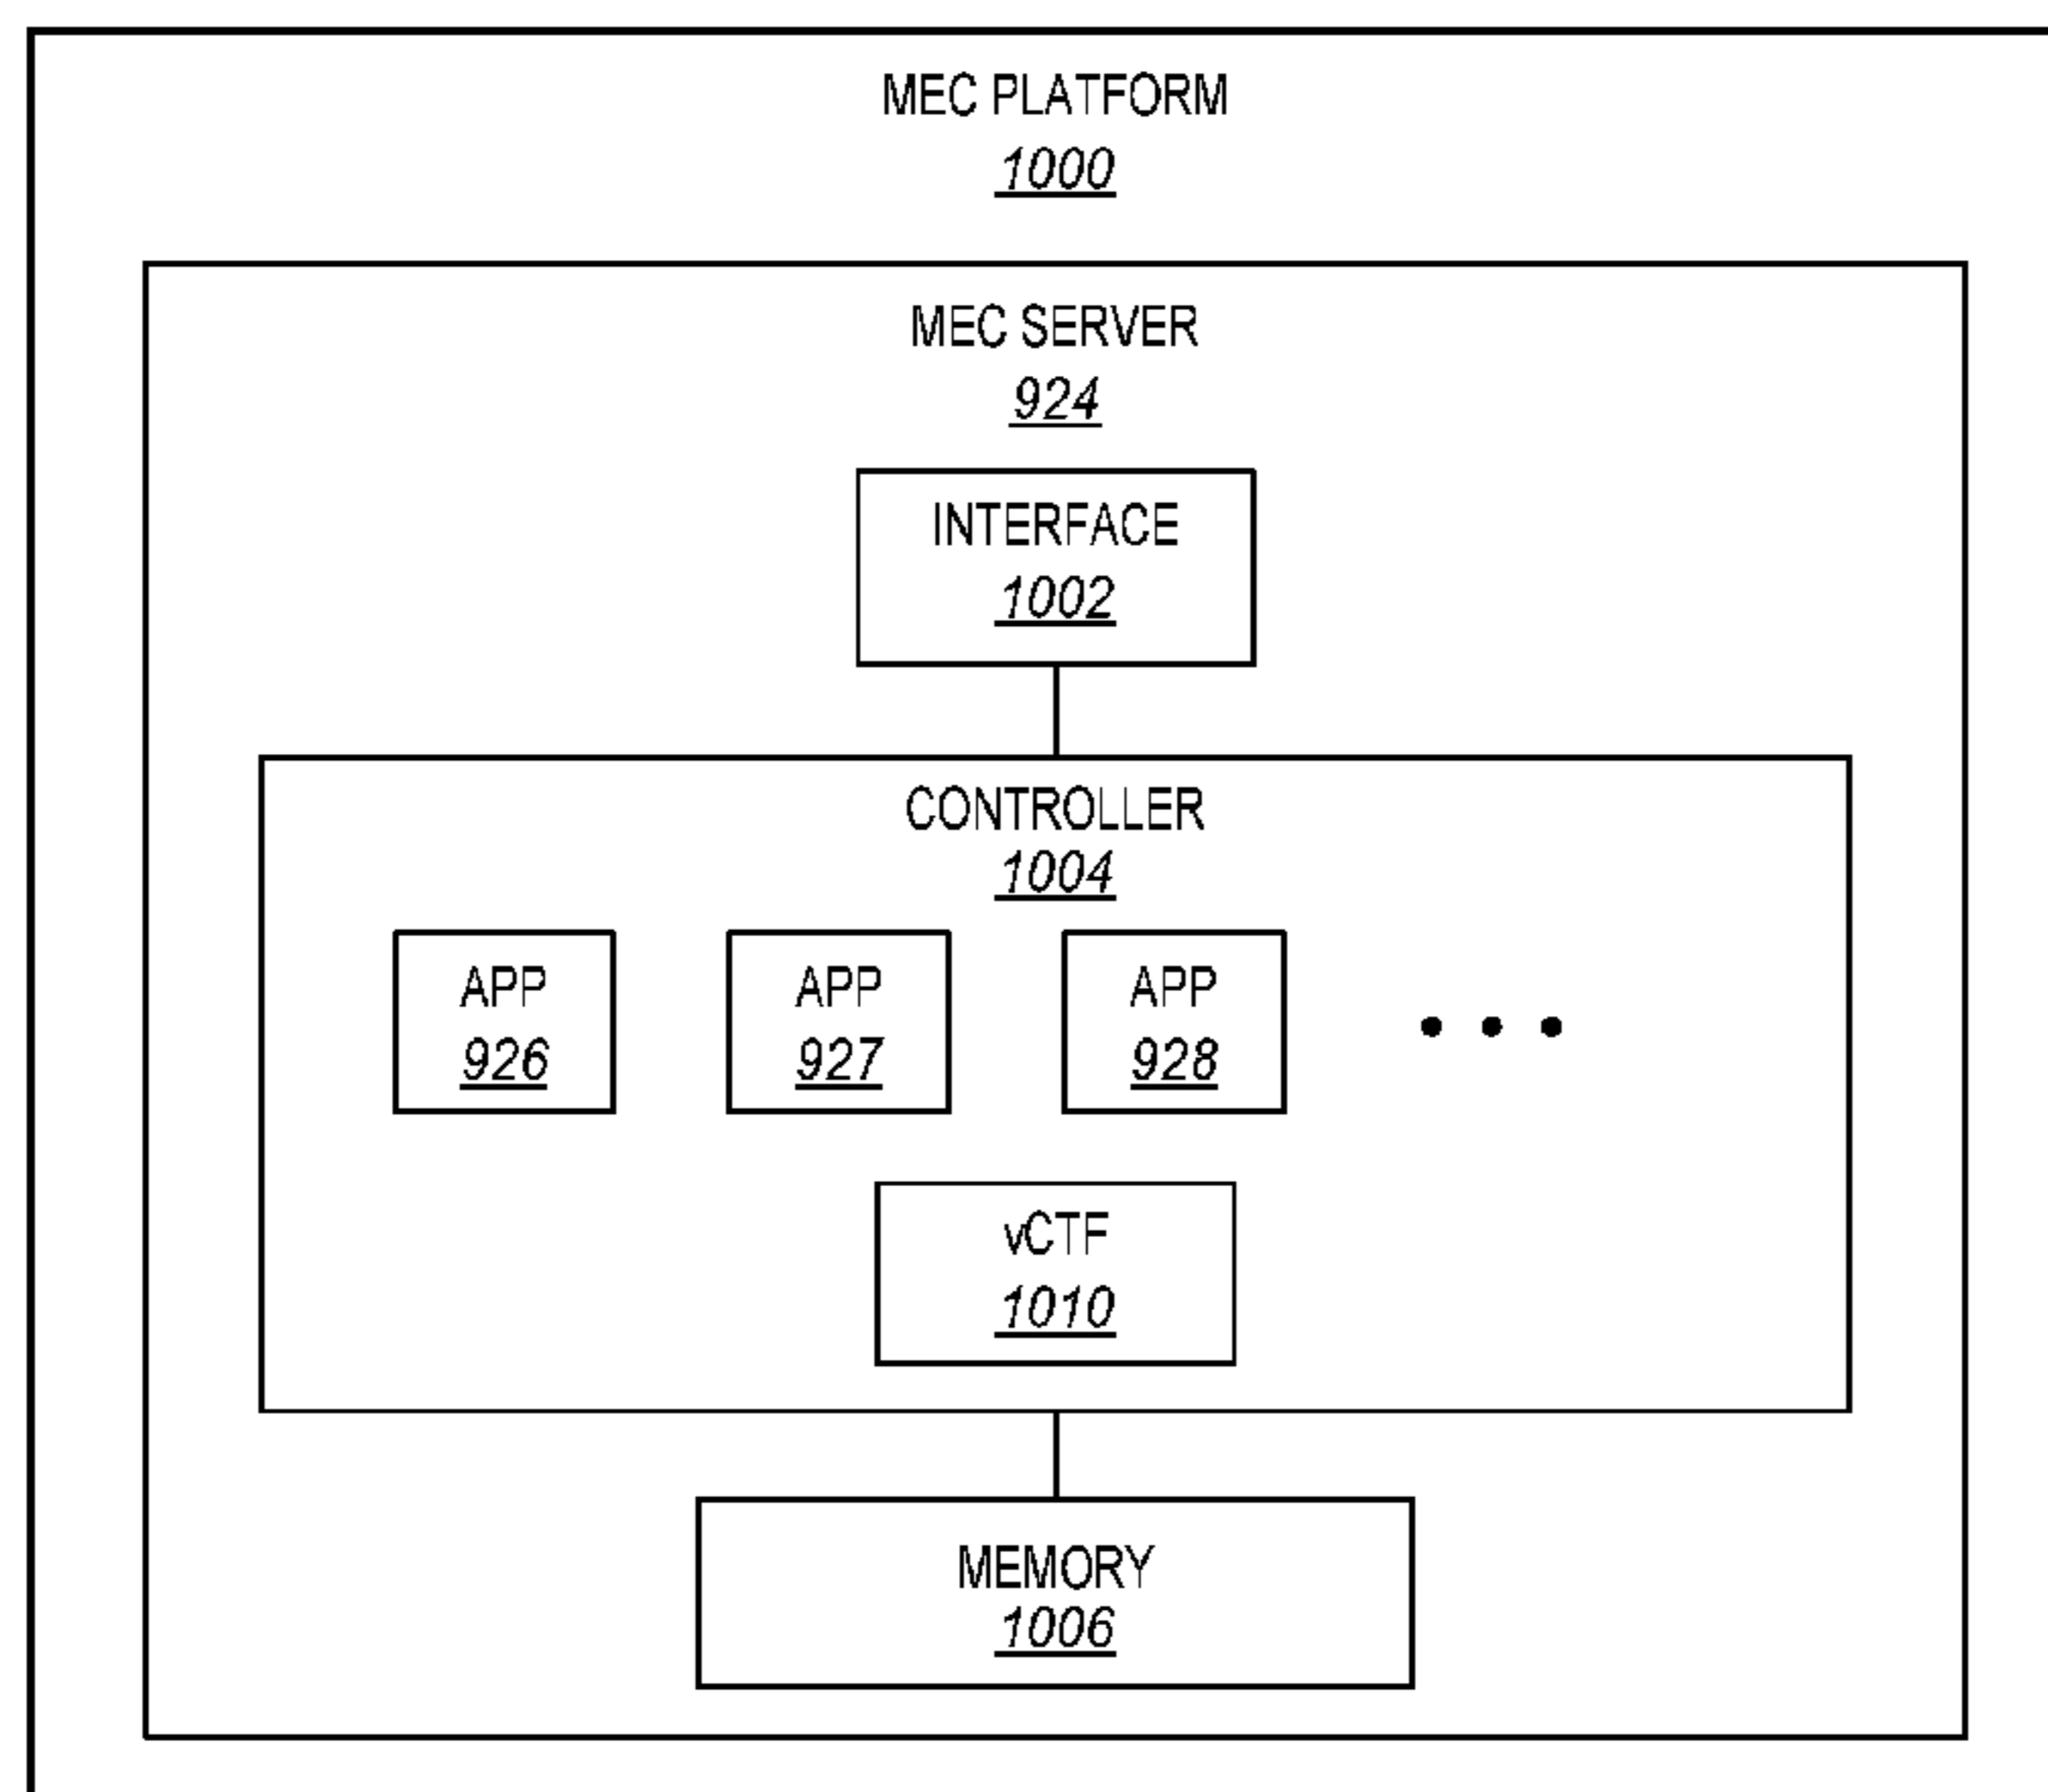 MEC PLATFORM
1000
MEC SERVER
924
INTERFACE
1002
CONTROLLER
1004
APP
926
APP
927
APP
928
vCTF
1010
MEMORY
1006